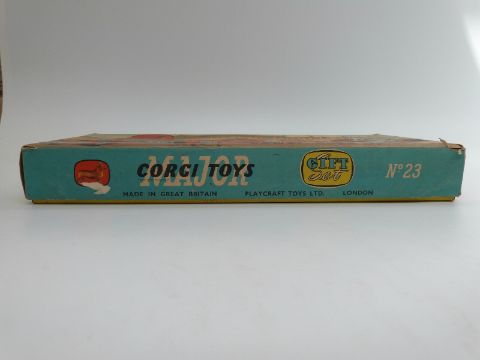 CORGI TOYS
MAJOR
GIFT
Set
Nº 23
MADE IN GREAT BRITAIN PLAYCRAFT TOYS LTD. LONDON